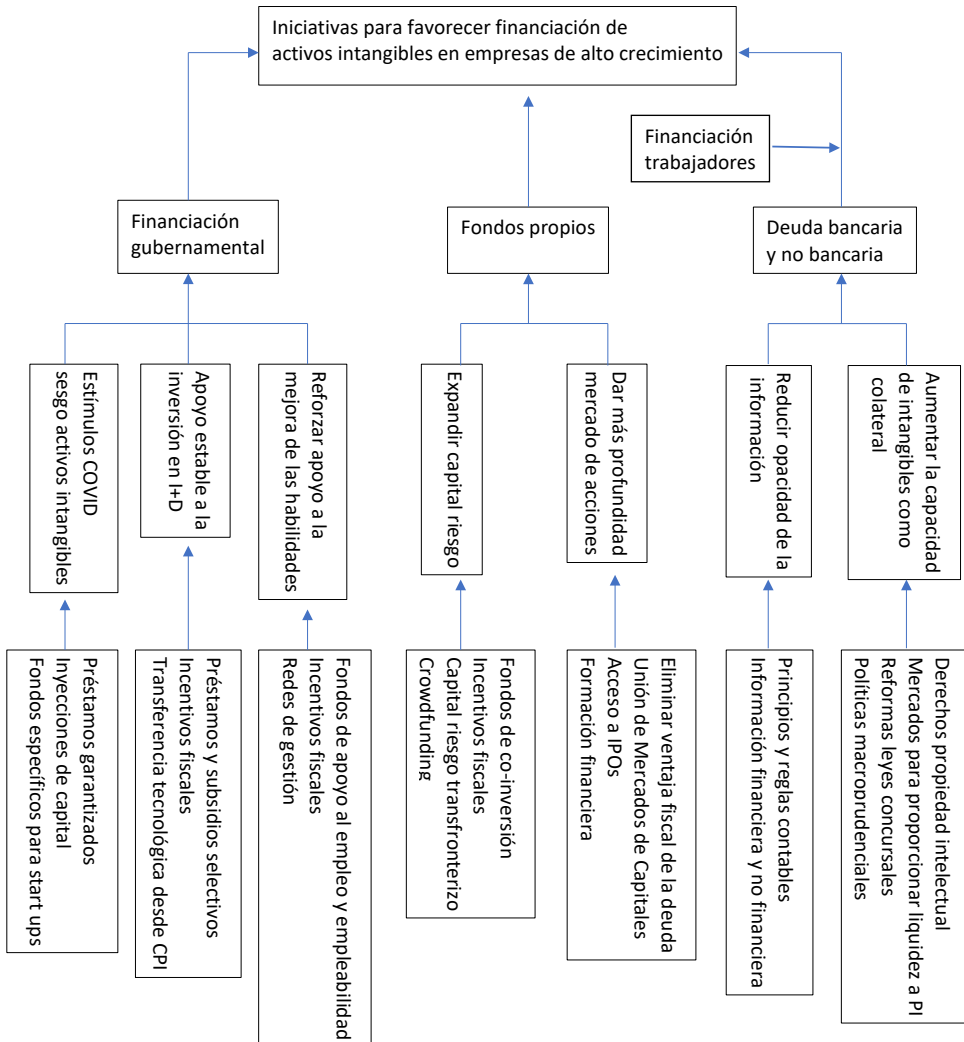 Iniciativas para favorecer financiación de
activos intangibles en empresas de alto crecimiento
Financiación
trabajadores
Financiación
gubernamental
Fondos propios
Deuda bancaria
y no bancaria
Estímulos COVID
sesgo activos intangibles
Apoyo estable a la
inversión en I+D
Reforzar apoyo a la
mejora de las habilidades
Expandir capital riesgo
Dar más profundidad
mercado de acciones
Reducir opacidad de la
información
Aumentar la capacidad
de intangibles como
colateral
Préstamos garantizados
Inyecciones de capital
Fondos específicos para start ups
Préstamos y subsidios selectivos
Incentivos fiscales
Transferencia tecnológica desde CPI
Fondos de apoyo al empleo y empleabilidad
Incentivos fiscales
Redes de gestión
Fondos de co-inversión
Incentivos fiscales
Capital riesgo transfronterizo
Crowdfunding
Eliminar ventaja fiscal de la deuda
Unión de Mercados de Capitales
Acceso a IPOs
Formación financiera
Principios y reglas contables
Información financiera y no financiera
Derechos propiedad intelectual
Mercados para proporcionar liquidez a PI
Reformas leyes concursales
Políticas macroprudenciales